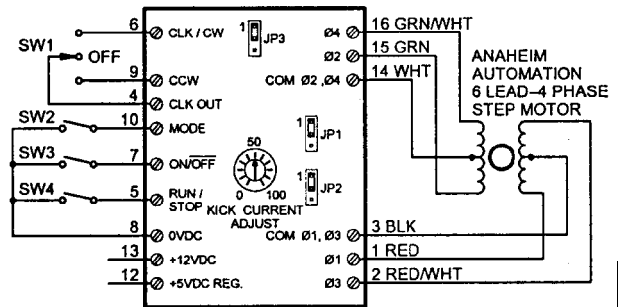 6 CLK / CW
SW1 OFF
9 CCW
4 CLK OUT
SW2 10 MODE
SW3 7 ON/OFF
SW4 5 RUN / STOP
8 0VDC
13 +12VDC
12 +5VDC REG.
1 JP3
1 JP1
1 JP2
50
0 100
KICK CURRENT
ADJUST
Ø4 16 GRN/WHT
Ø2 15 GRN
COM Ø2 ,Ø4 14 WHT
COM Ø1, Ø3 3 BLK
Ø1 1 RED
Ø3 2 RED/WHT
ANAHEIM
AUTOMATION
6 LEAD–4 PHASE
STEP MOTOR